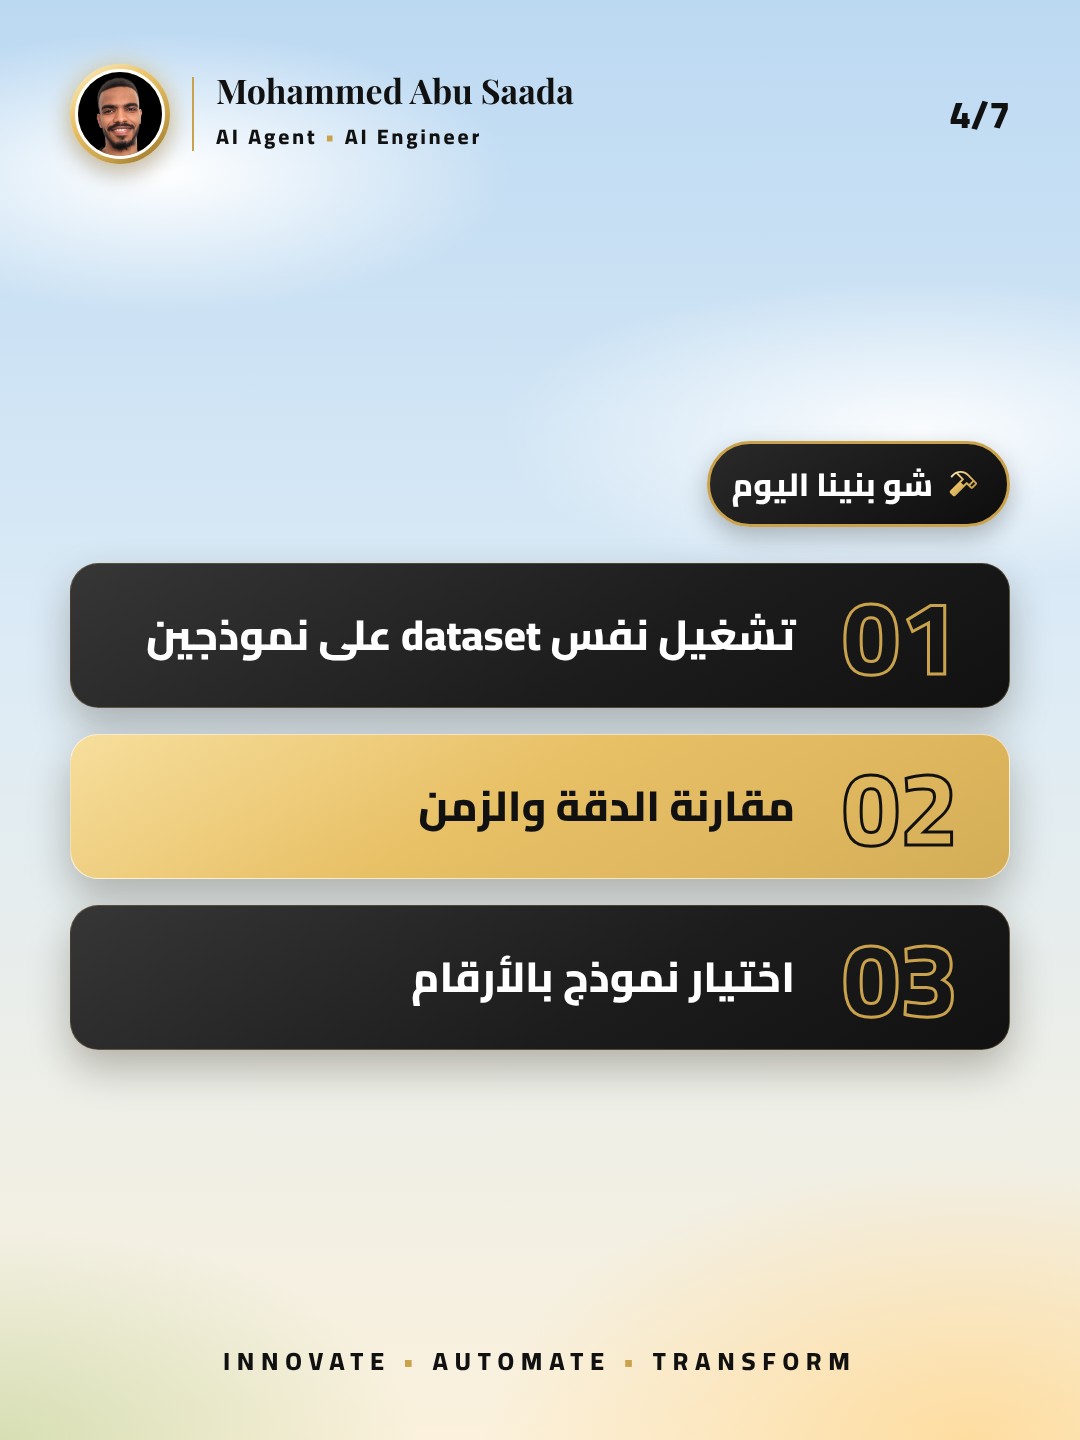 Mohammed Abu Saada
AI Agent ▪ AI Engineer
4/7
شو بنينا اليوم
01 تشغيل نفس dataset على نموذجين
02 مقارنة الدقة والزمن
03 اختيار نموذج بالأرقام
INNOVATE ▪ AUTOMATE ▪ TRANSFORM